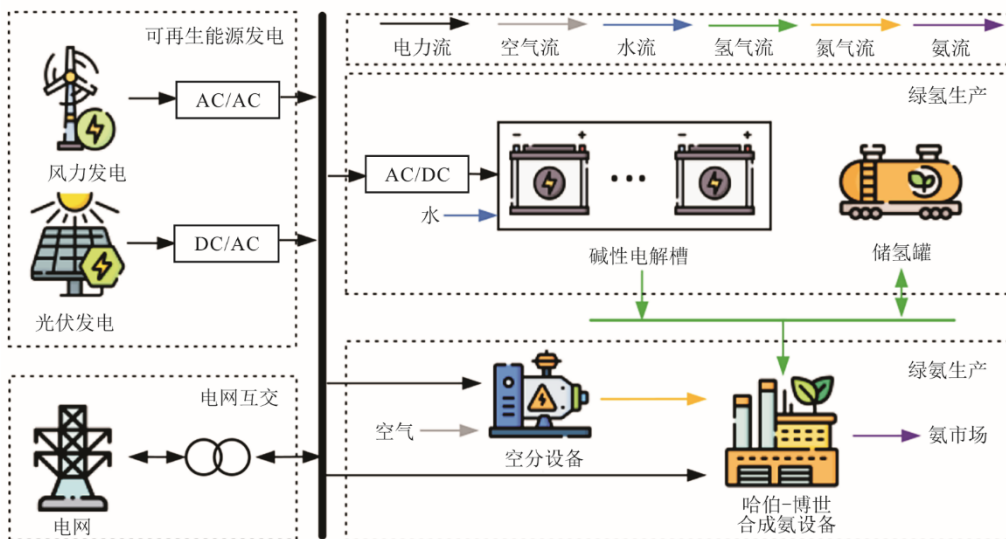 可再生能源发电
AC/AC
风力发电
DC/AC
光伏发电
电网互交
电网
电力流
空气流
水流
氢气流
氮气流
氨流
绿氢生产
AC/DC
水
- +
- +
碱性电解槽
储氢罐
绿氨生产
空气
空分设备
哈伯-博世
合成氨设备
氨市场